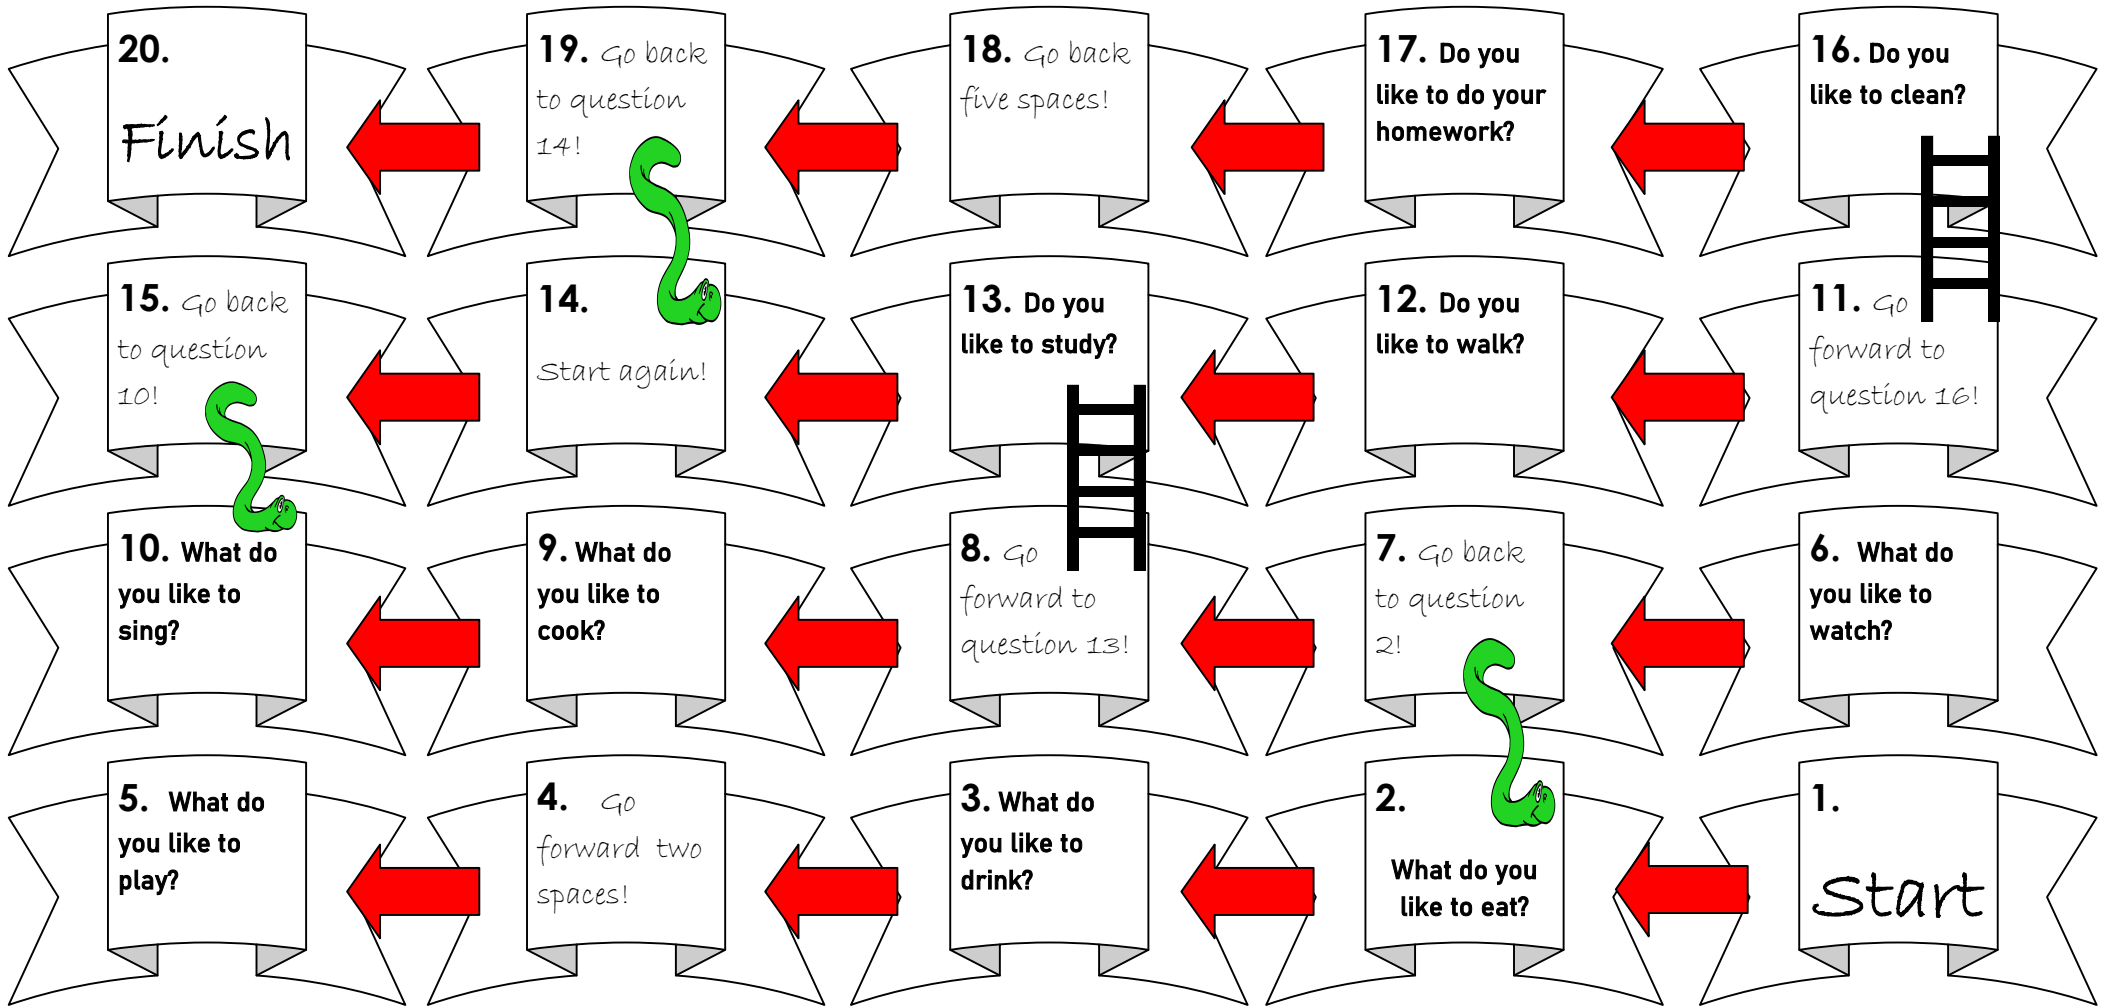 20.
Finish
19. Go back
to question
14!
18. Go back
five spaces!
17. Do you
like to do your
homework?
16. Do you
like to clean?
15. Go back
to question
10!
14.
Start again!
13. Do you
like to study?
12. Do you
like to walk?
11. Go
forward to
question 16!
10. What do
you like to
sing?
9. What do
you like to
cook?
8. Go
forward to
question 13!
7. Go back
to question
2!
6. What do
you like to
watch?
5. What do
you like to
play?
4. Go
forward two
spaces!
3. What do
you like to
drink?
2.
What do you
like to eat?
1.
Start